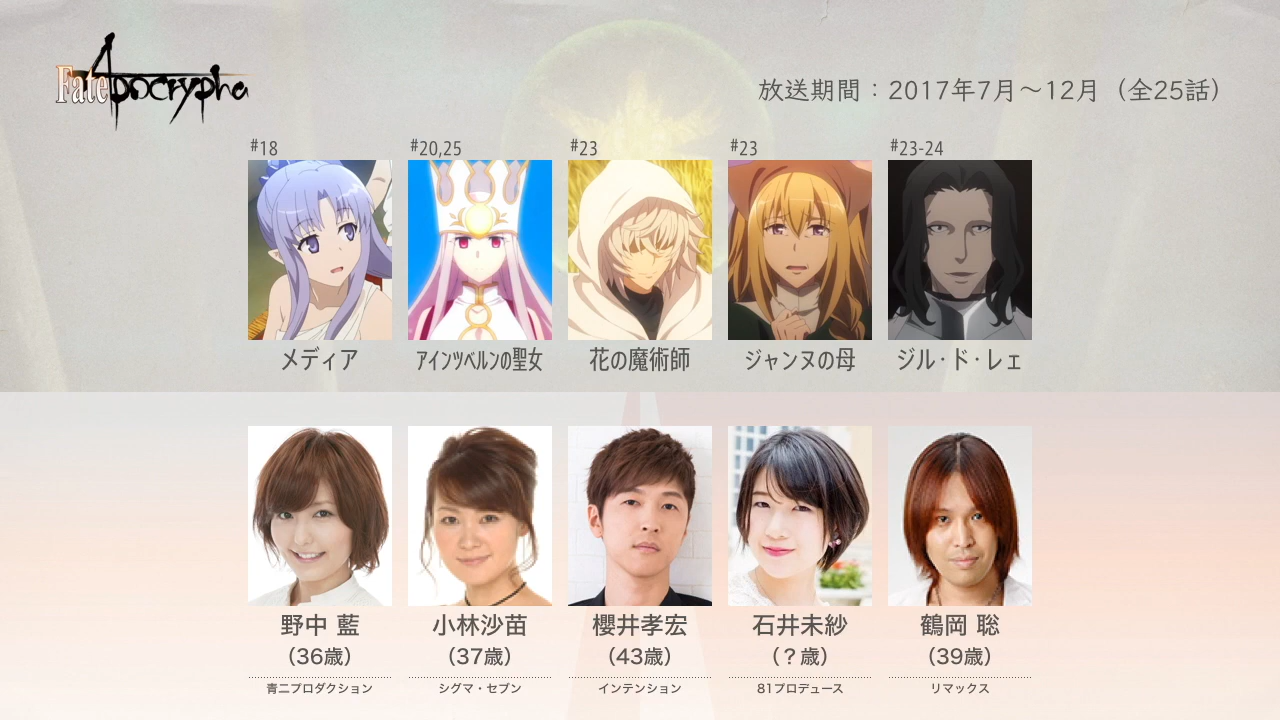 Fate Apocrypha
放送期間：2017年7月～12月（全25話）
#18 #20,25 #23 #23 #23-24
メディア アインツベルンの聖女 花の魔術師 ジャンヌの母 ジル・ド・レェ
野中 藍 小林沙苗 櫻井孝宏 石井未紗 鶴岡 聡
（36歳） （37歳） （43歳） （？歳） （39歳）
青二プロダクション シグマ・セブン インテンション 81プロデュース リマックス